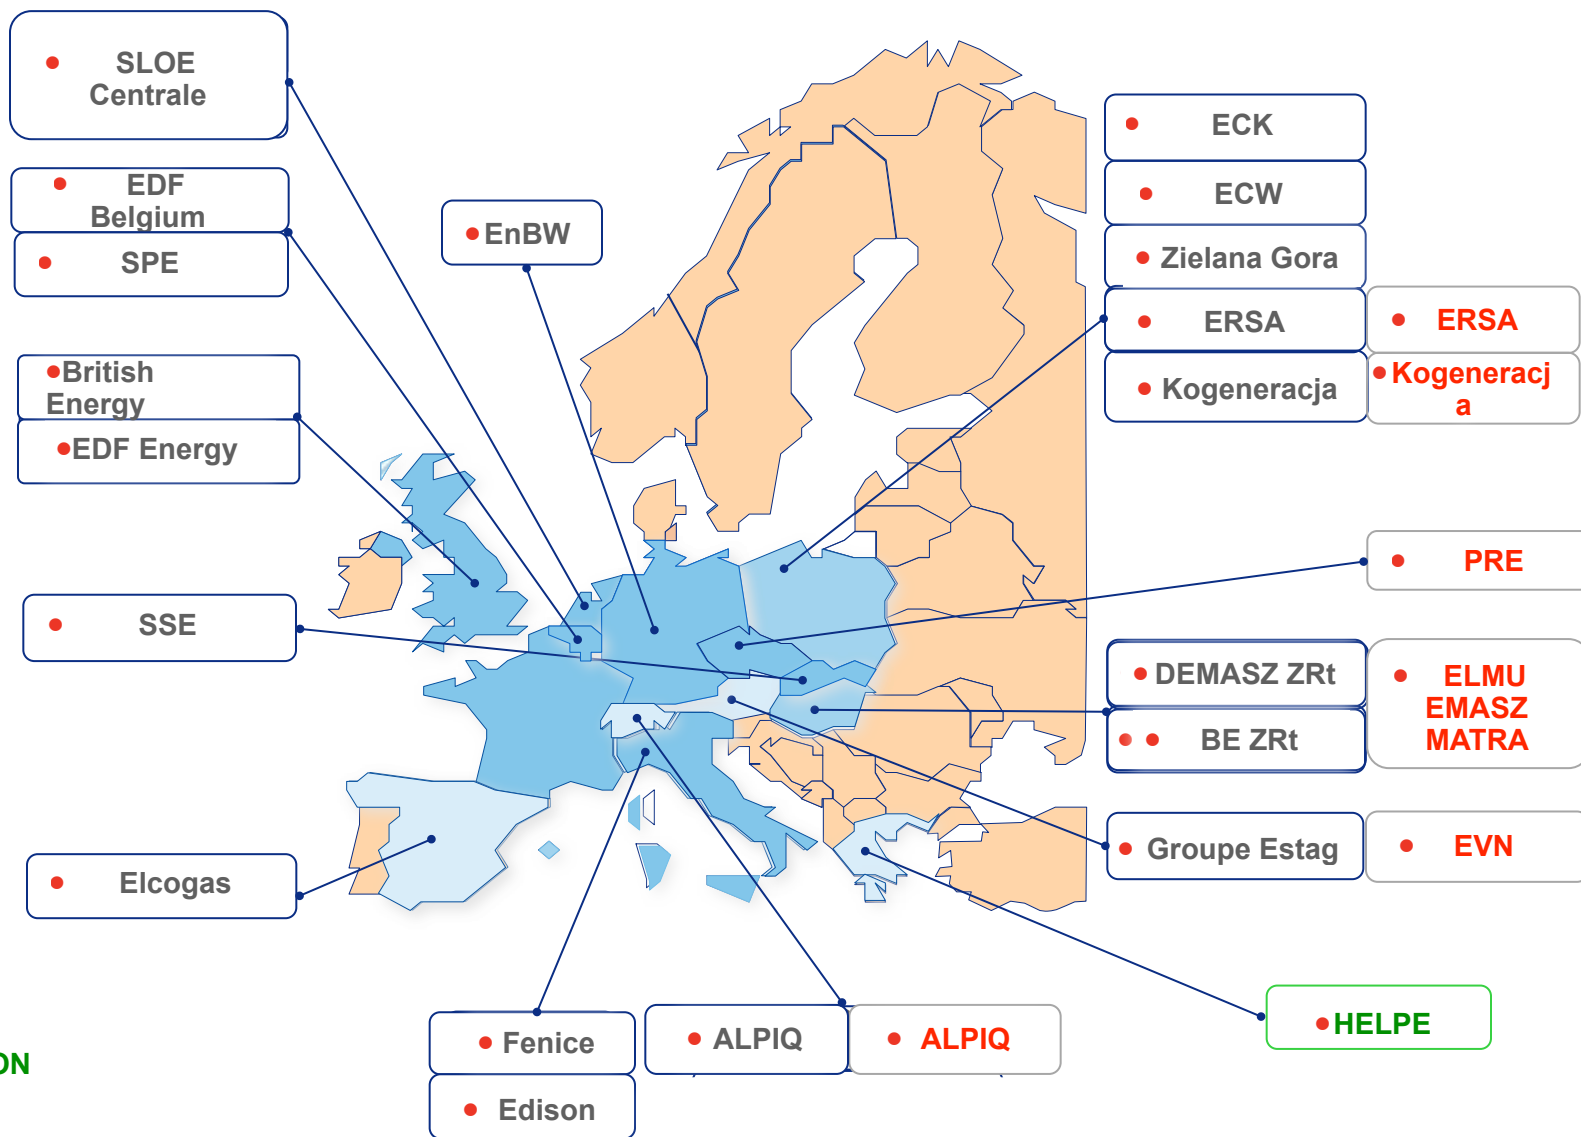 SLOE
Centrale
EDF
Belgium
SPE
EnBW
British
Energy
EDF Energy
SSE
Elcogas
ECK
ECW
Zielana Gora
ERSA
ERSA
Kogeneracja
Kogeneracj
a
PRE
DEMASZ ZRt
BE ZRt
ELMU
EMASZ
MATRA
Groupe Estag
EVN
HELPE
Fenice
Edison
ALPIQ
ALPIQ
ON